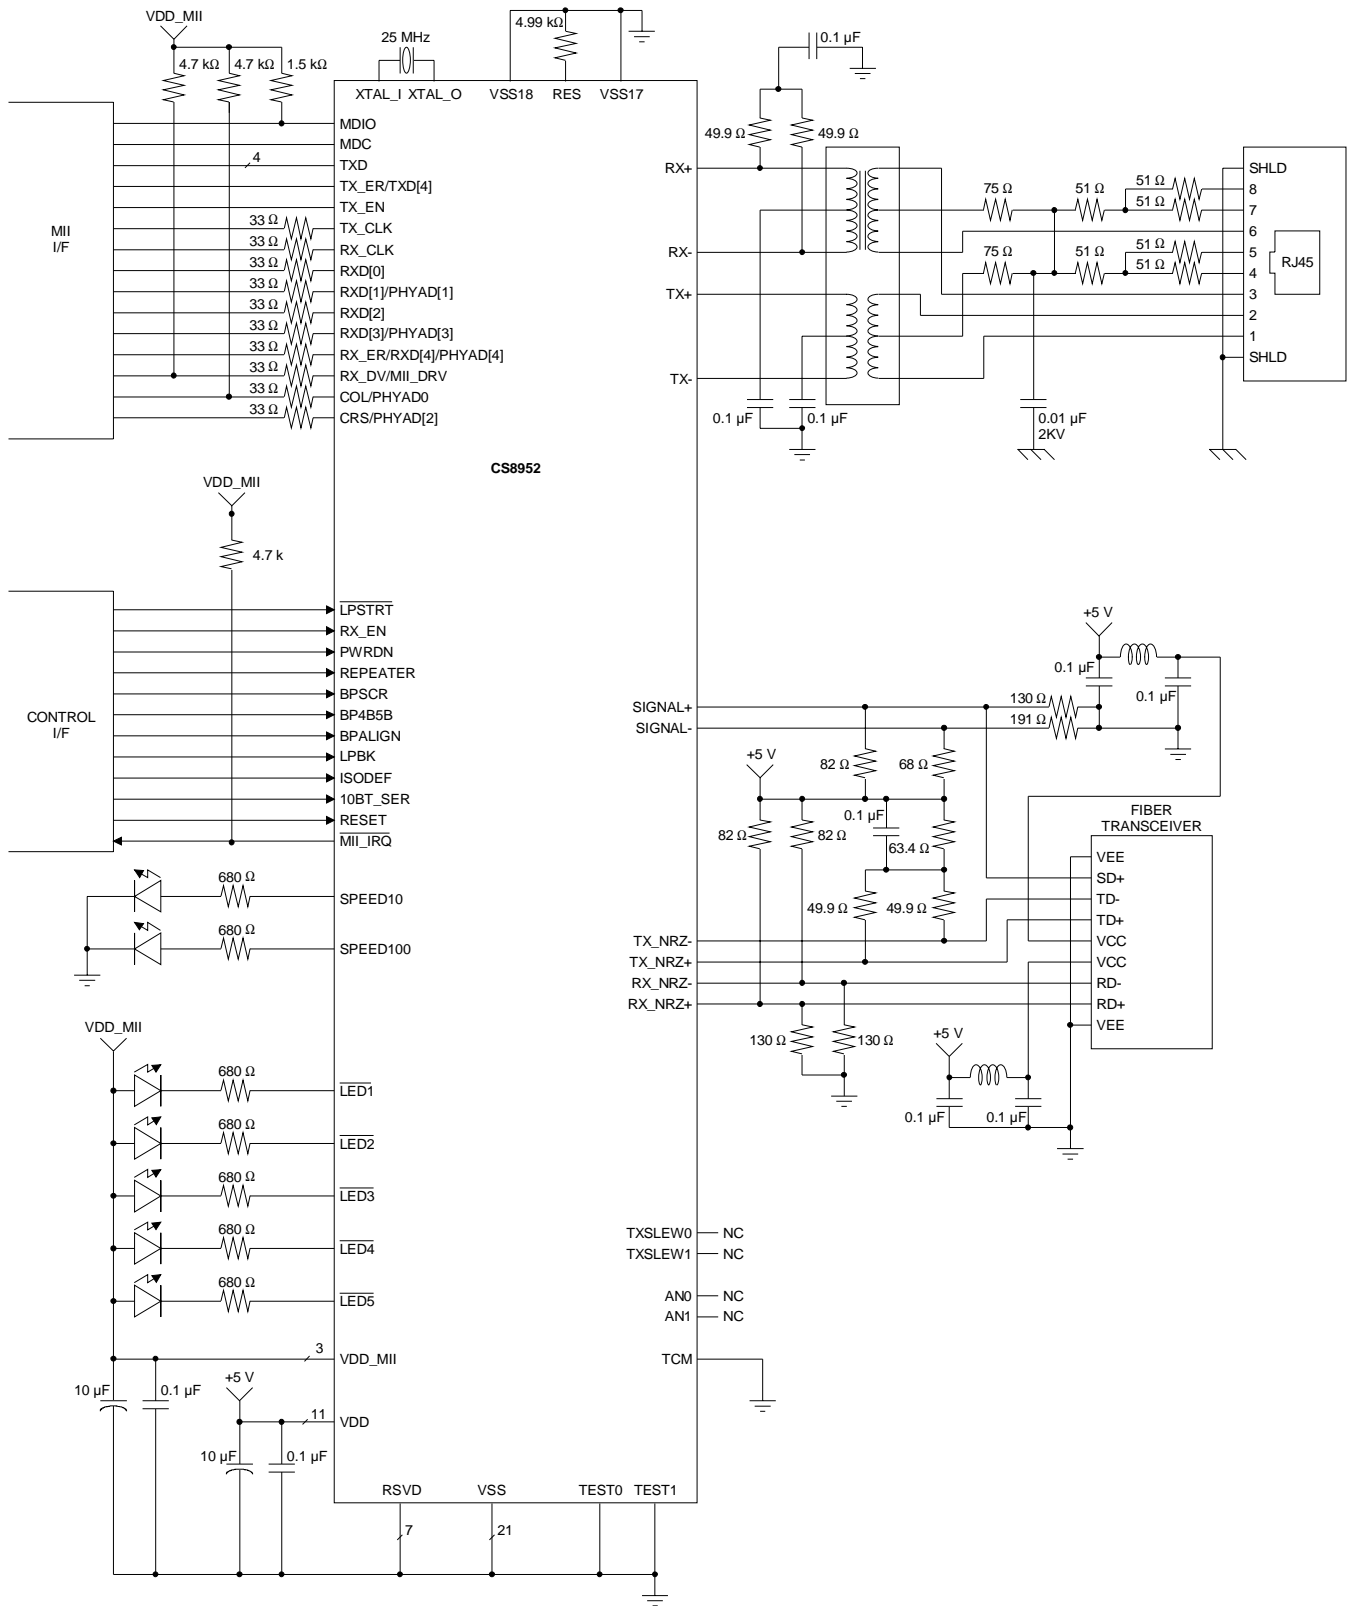 VDD_MII
4.7 kΩ
4.7 kΩ
1.5 kΩ
25 MHz
4.99 kΩ
0.1 µF
XTAL_I XTAL_O
VSS18
RES
VSS17
MII
I/F
MDIO
MDC
4
TXD
TX_ER/TXD[4]
TX_EN
33 Ω
TX_CLK
33 Ω
RX_CLK
33 Ω
RXD[0]
33 Ω
RXD[1]/PHYAD[1]
33 Ω
RXD[2]
33 Ω
RXD[3]/PHYAD[3]
33 Ω
RX_ER/RXD[4]/PHYAD[4]
33 Ω
RX_DV/MII_DRV
33 Ω
COL/PHYAD0
33 Ω
CRS/PHYAD[2]
49.9 Ω
49.9 Ω
RX+
RX-
TX+
TX-
0.1 µF
0.1 µF
75 Ω
51 Ω
51 Ω
51 Ω
75 Ω
51 Ω
51 Ω
51 Ω
0.01 µF
2KV
SHLD
8
7
6
5
4
3
2
1
SHLD
RJ45
CS8952
VDD_MII
4.7 k
CONTROL
I/F
LPSTRT
RX_EN
PWRDN
REPEATER
BPSCR
BP4B5B
BPALIGN
LPBK
ISODEF
10BT_SER
RESET
MII_IRQ
680 Ω
SPEED10
680 Ω
SPEED100
+5 V
0.1 µF
0.1 µF
SIGNAL+
130 Ω
SIGNAL-
191 Ω
+5 V
82 Ω
68 Ω
82 Ω
82 Ω
0.1 µF
63.4 Ω
49.9 Ω
49.9 Ω
TX_NRZ-
TX_NRZ+
RX_NRZ-
RX_NRZ+
130 Ω
130 Ω
FIBER
TRANSCEIVER
VEE
SD+
TD-
TD+
VCC
VCC
RD-
RD+
VEE
+5 V
0.1 µF
0.1 µF
VDD_MII
680 Ω
LED1
680 Ω
LED2
680 Ω
LED3
680 Ω
LED4
680 Ω
LED5
TXSLEW0
NC
TXSLEW1
NC
AN0
NC
AN1
NC
TCM
3
VDD_MII
10 µF
0.1 µF
+5 V
11
VDD
10 µF
0.1 µF
RSVD
VSS
TEST0
TEST1
7
21